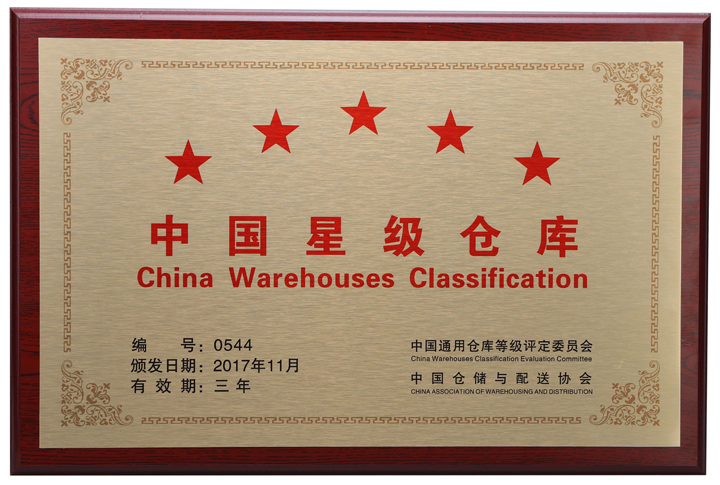 中国星级仓库
China Warehouses Classification
编 号：0544
颁发日期：2017年11月
有 效 期：三 年
中国通用仓库等级评定委员会
China Warehouses Classification Evaluation Committee
中国仓储与配送协会
CHINA ASSOCIATION OF WAREHOUSING AND DISTRIBUTION